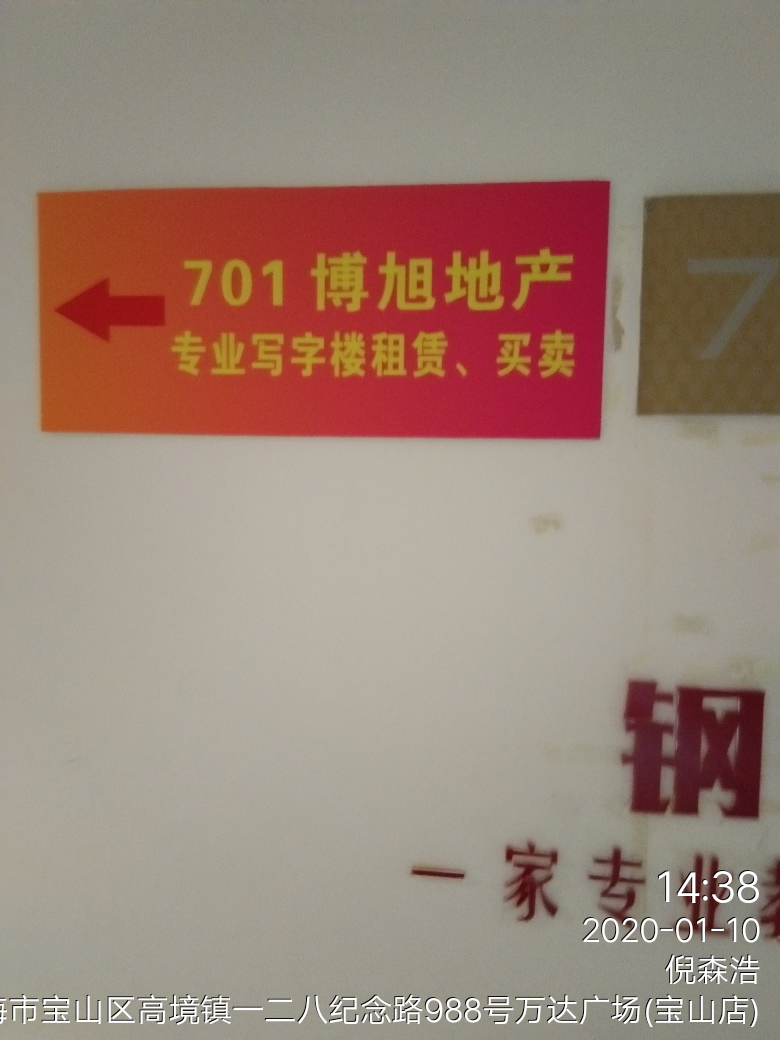 701 博旭地产
专业写字楼租赁、买卖
7
钢
一家专业
14:38
2020-01-10
倪森浩
海市宝山区高境镇一二八纪念路988号万达广场(宝山店)